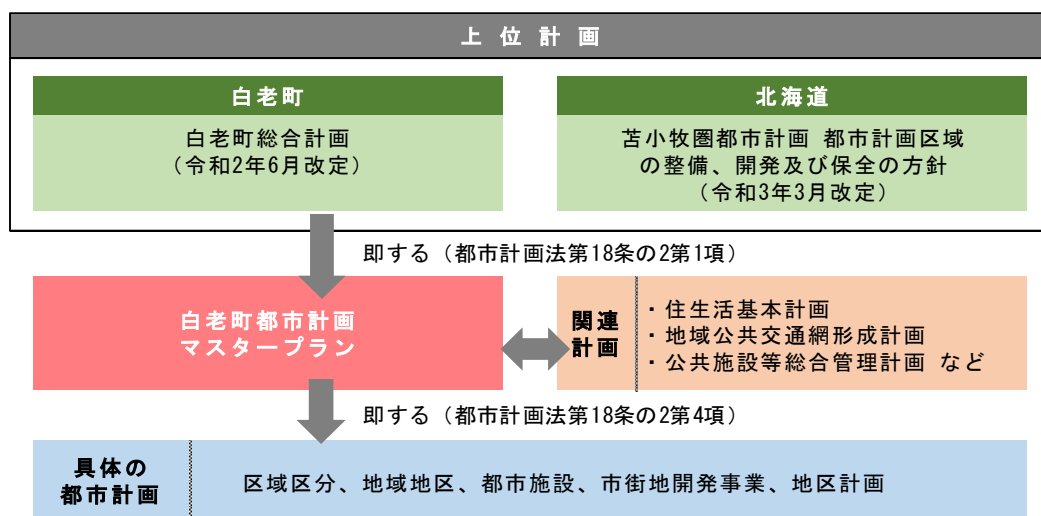 上位計画
白老町
白老町総合計画
（令和2年6月改定）
北海道
苫小牧圏都市計画 都市計画区域
の整備、開発及び保全の方針
（令和3年3月改定）
即する（都市計画法第18条の2第1項）
白老町都市計画
マスタープラン
関連
計画
・住生活基本計画
・地域公共交通網形成計画
・公共施設等総合管理計画 など
即する（都市計画法第18条の2第4項）
具体の
都市計画
区域区分、地域地区、都市施設、市街地開発事業、地区計画